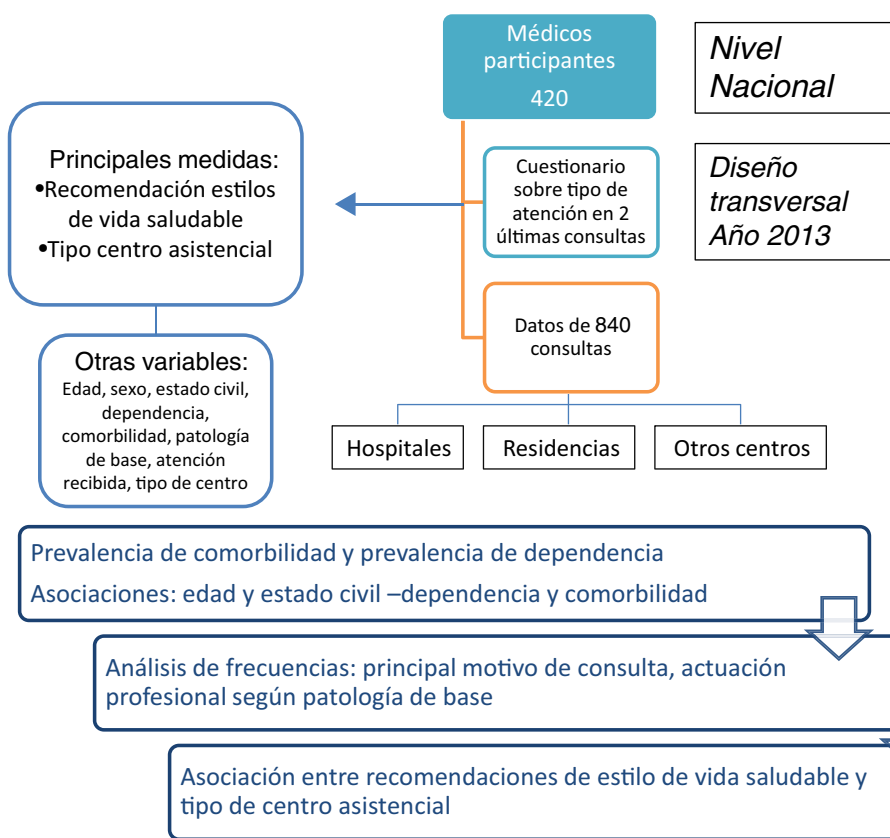 Médicos
participantes
420
Nivel
Nacional
Cuestionario
sobre tipo de
atención en 2
últimas consultas
Diseño
transversal
Año 2013
Principales medidas:
•Recomendación estilos
de vida saludable
•Tipo centro asistencial
Datos de 840
consultas
Otras variables:
Edad, sexo, estado civil,
dependencia,
comorbilidad, patología
de base, atención
recibida, tipo de centro
Hospitales
Residencias
Otros centros
Prevalencia de comorbilidad y prevalencia de dependencia
Asociaciones: edad y estado civil –dependencia y comorbilidad
Análisis de frecuencias: principal motivo de consulta, actuación
profesional según patología de base
Asociación entre recomendaciones de estilo de vida saludable y
tipo de centro asistencial